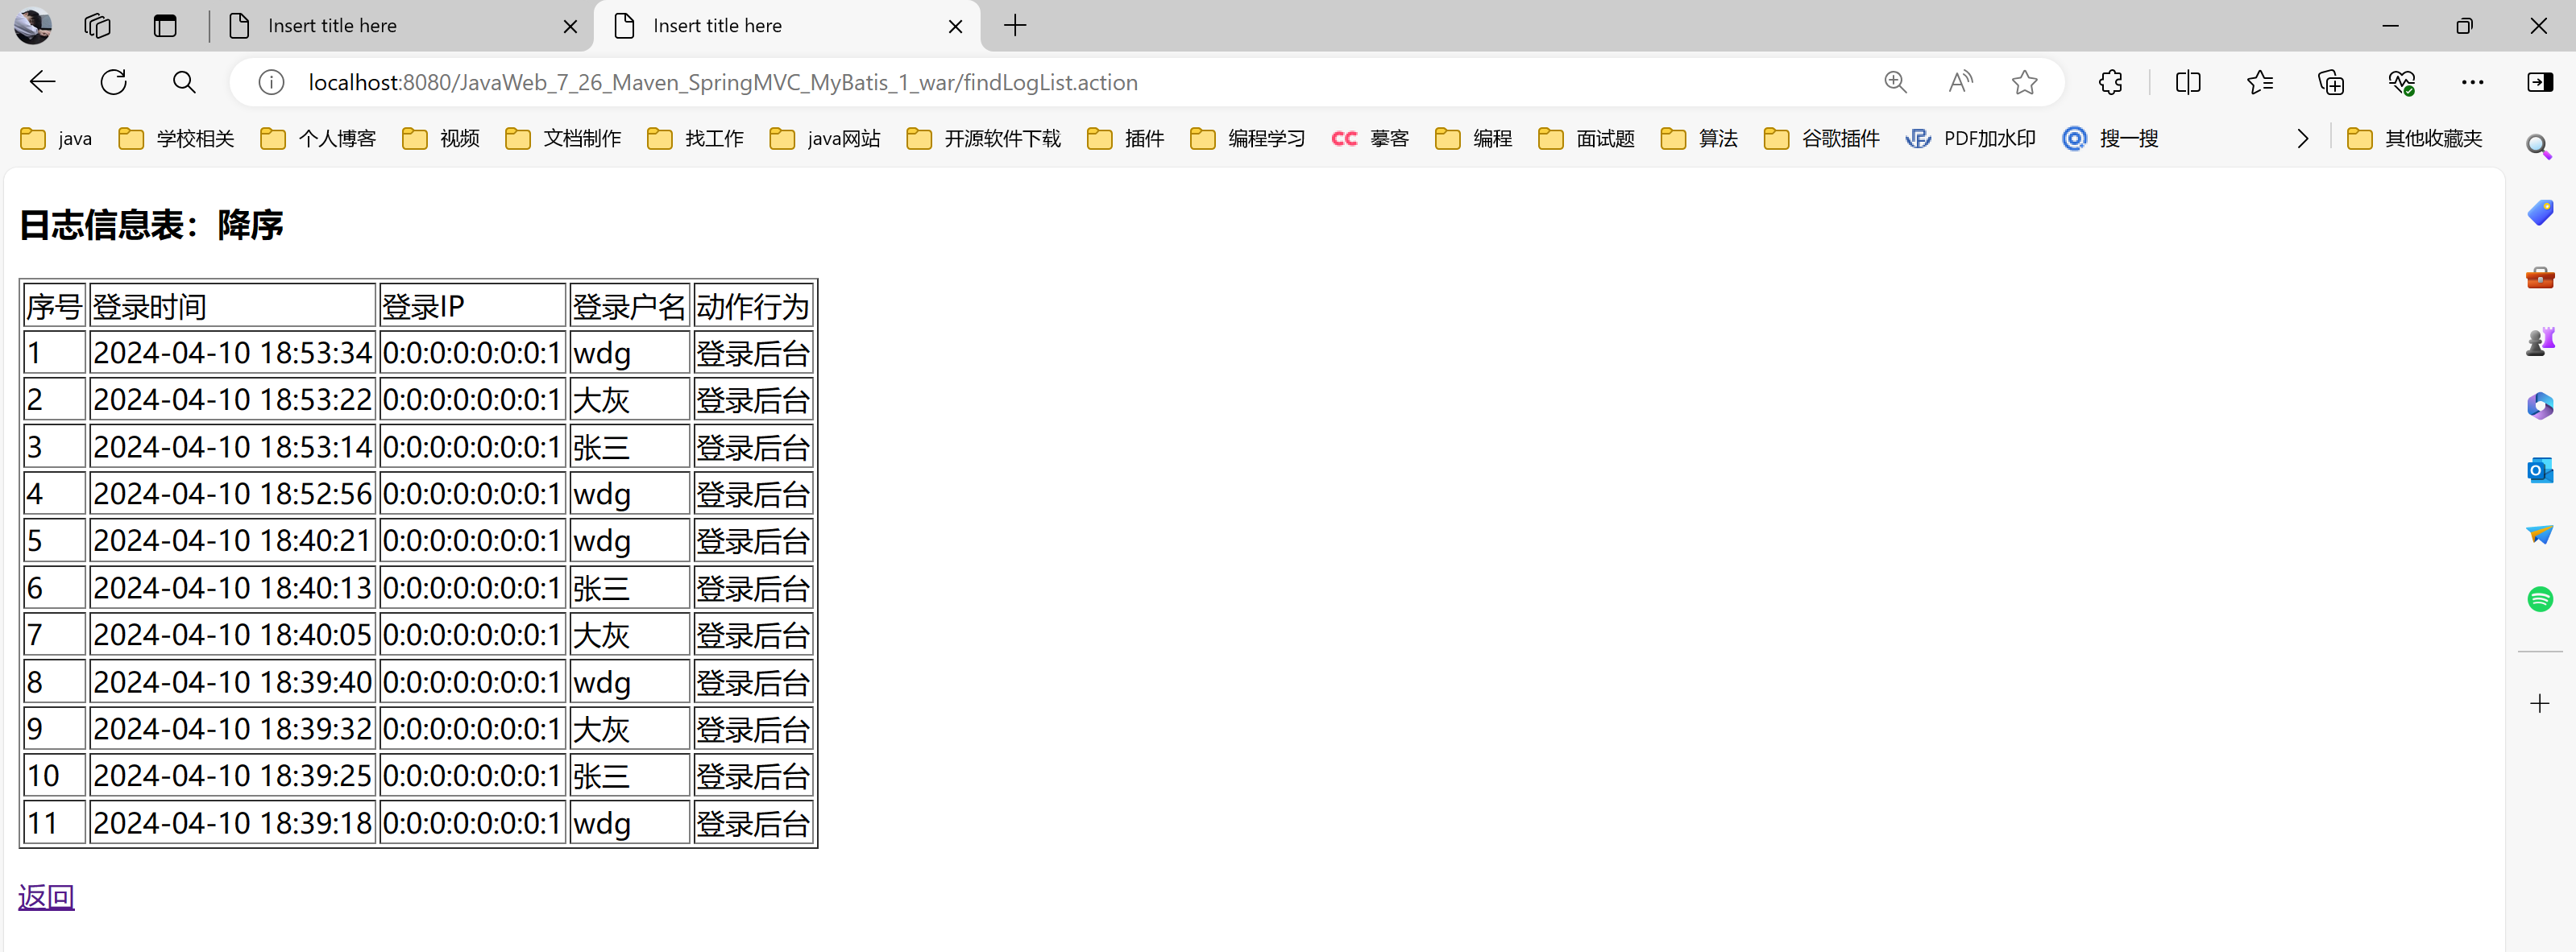 Insert title here Insert title here
localhost:8080/JavaWeb_7_26_Maven_SpringMVC_MyBatis_1_war/findLogList.action
java 学校相关 个人博客 视频 文档制作 找工作 java网站 开源软件下载 插件 编程学习 CC 摹客 编程 面试题 算法 谷歌插件 PDF加水印 搜一搜 其他收藏夹
日志信息表：降序
序号 登录时间 登录IP 登录户名 动作行为
1 2024-04-10 18:53:34 0:0:0:0:0:0:0:1 wdg 登录后台
2 2024-04-10 18:53:22 0:0:0:0:0:0:0:1 大灰 登录后台
3 2024-04-10 18:53:14 0:0:0:0:0:0:0:1 张三 登录后台
4 2024-04-10 18:52:56 0:0:0:0:0:0:0:1 wdg 登录后台
5 2024-04-10 18:40:21 0:0:0:0:0:0:0:1 wdg 登录后台
6 2024-04-10 18:40:13 0:0:0:0:0:0:0:1 张三 登录后台
7 2024-04-10 18:40:05 0:0:0:0:0:0:0:1 大灰 登录后台
8 2024-04-10 18:39:40 0:0:0:0:0:0:0:1 wdg 登录后台
9 2024-04-10 18:39:32 0:0:0:0:0:0:0:1 大灰 登录后台
10 2024-04-10 18:39:25 0:0:0:0:0:0:0:1 张三 登录后台
11 2024-04-10 18:39:18 0:0:0:0:0:0:0:1 wdg 登录后台
返回